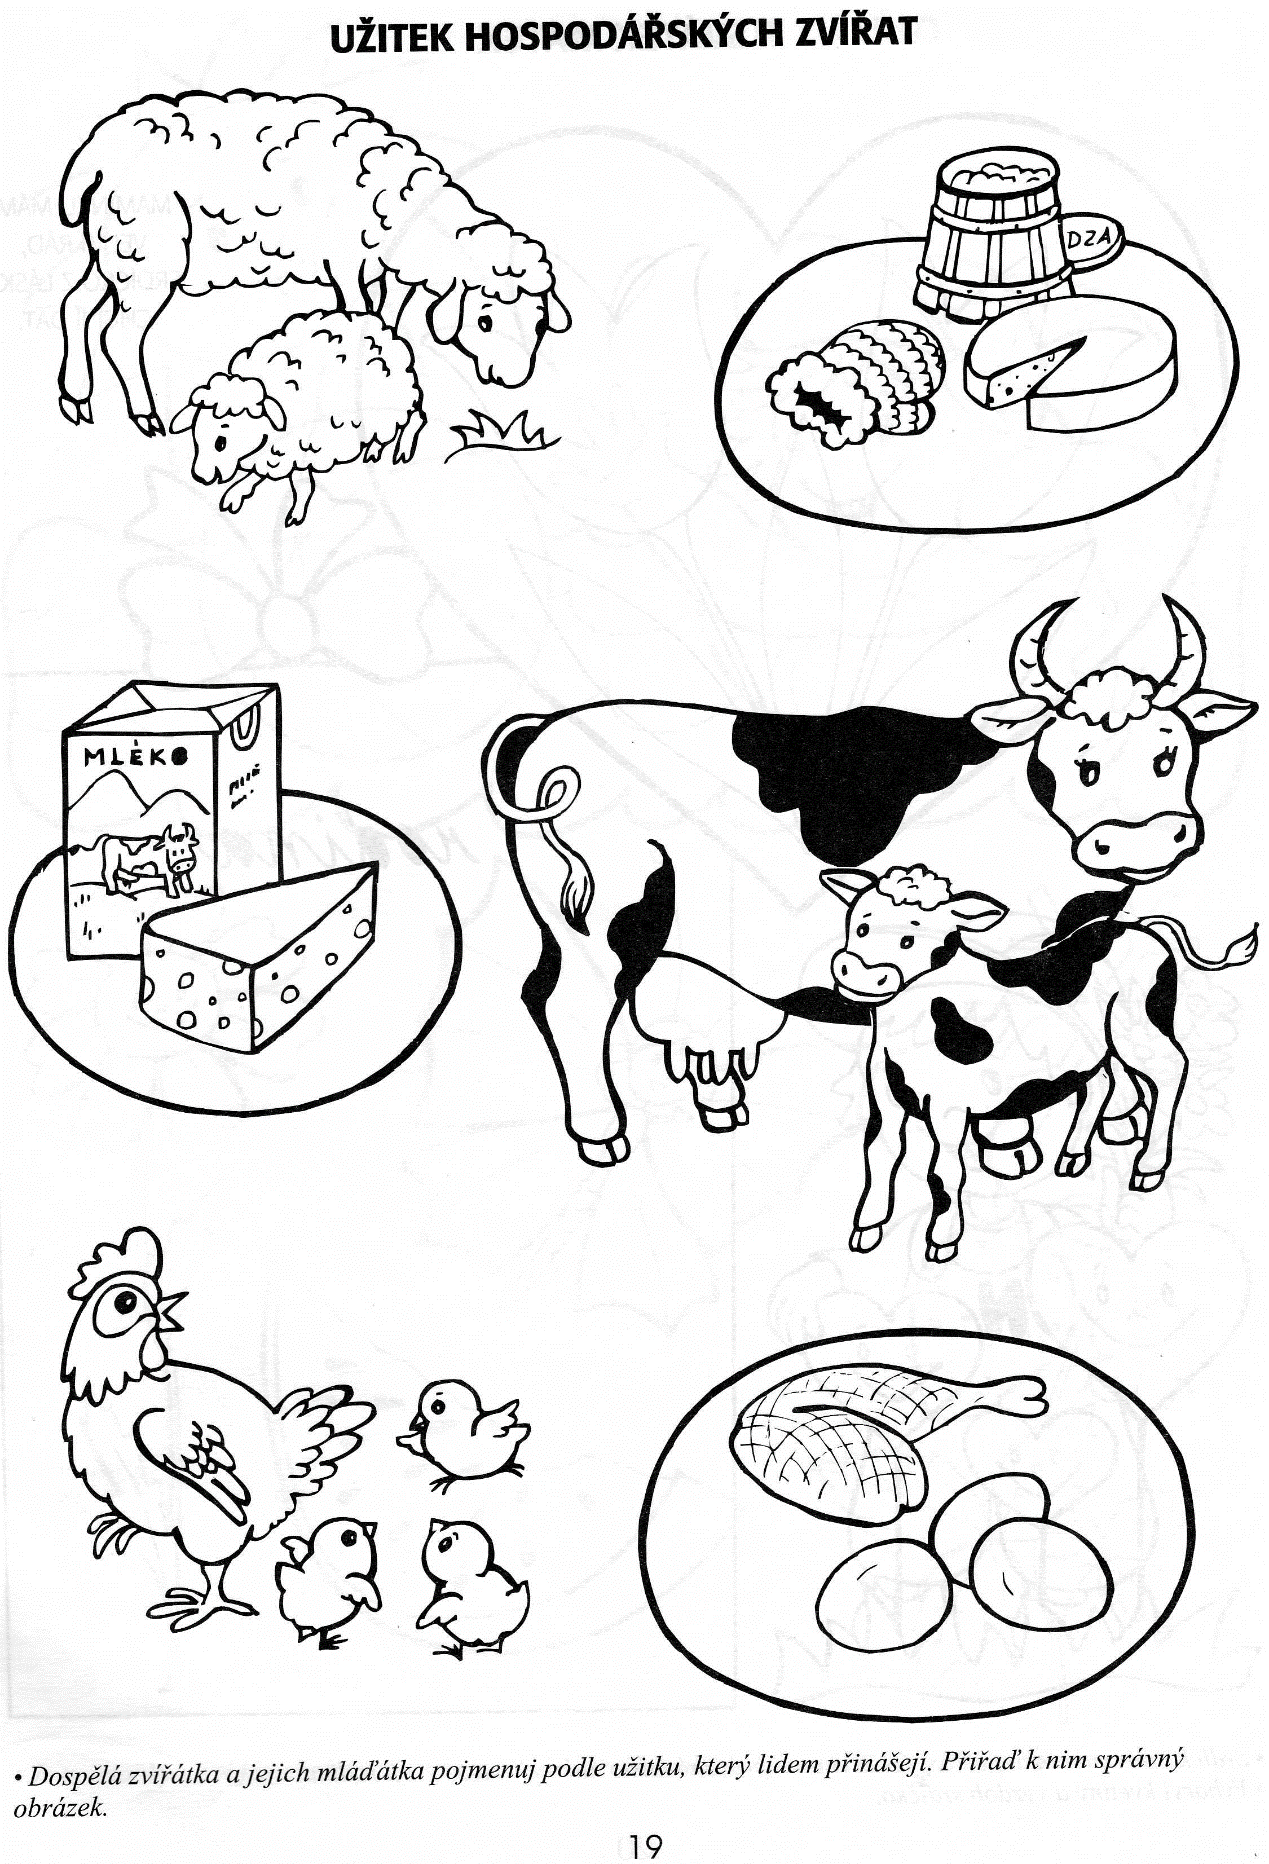 UŽITEK HOSPODÁŘSKÝCH ZVÍŘAT
DZA
MLÉKO
• Dospělá zvířátka a jejich mláďátka pojmenuj podle užitku, který lidem přinášejí. Přiřaď k nim správný
obrázek.
19